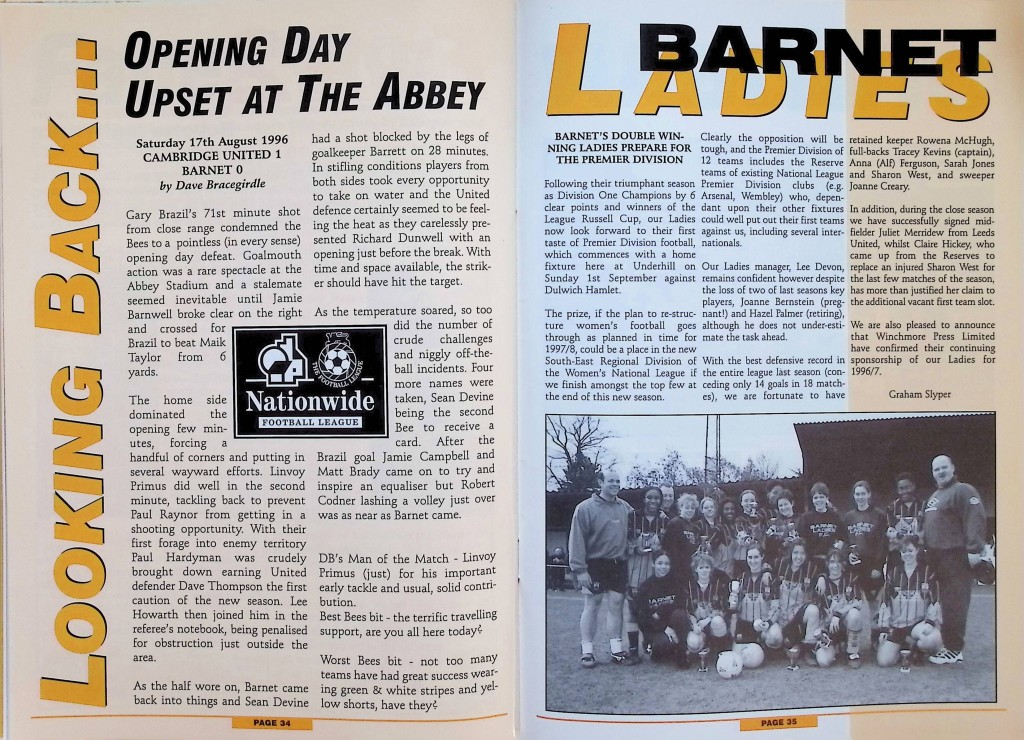 LOOKING BACK...
OPENING DAY
UPSET AT THE ABBEY
Saturday 17th August 1996
CAMBRIDGE UNITED 1
BARNET 0
by Dave Bracegirdle
Gary Brazil's 71st minute shot
from close range condemned the
Bees to a pointless (in every sense)
opening day defeat. Goalmouth
action was a rare spectacle at the
Abbey Stadium and a stalemate
seemed inevitable until Jamie
Barnwell broke clear on the right
and crossed for
Brazil to beat Maik
Taylor from 6
yards.
The home side
dominated the
opening few min-
utes, forcing a
handful of corners and putting in
several wayward efforts. Linvoy
Primus did well in the second
minute, tackling back to prevent
Paul Raynor from getting in a
shooting opportunity. With their
first forage into enemy territory
Paul Hardyman was crudely
brought down earning United
defender Dave Thompson the first
caution of the new season. Lee
Howarth then joined him in the
referee's notebook, being penalised
for obstruction just outside the
area.
As the half wore on, Barnet came
back into things and Sean Devine
had a shot blocked by the legs of
goalkeeper Barrett on 28 minutes.
In stifling conditions players from
both sides took every opportunity
to take on water and the United
defence certainly seemed to be feel-
ing the heat as they carelessly pre-
sented Richard Dunwell with an
opening just before the break. With
time and space available, the strik-
er should have hit the target.
As the temperature soared, so too
did the number of
crude challenges
and niggly off-the-
ball incidents. Four
more names were
taken, Sean Devine
being the second
Bee to receive a
card. After the
Brazil goal Jamie Campbell and
Matt Brady came on to try and
inspire an equaliser but Robert
Codner lashing a volley just over
was as near as Barnet came.
DB's Man of the Match - Linvoy
Primus (just) for his important
early tackle and usual, solid contri-
bution.
Best Bees bit - the terrific travelling
support, are you all here today?
Worst Bees bit - not too many
teams have had great success wear-
ing green & white stripes and yel-
low shorts, have they?
THE FOOTBALL LEAGUE
Nationwide
FOOTBALL LEAGUE
PAGE 34
BARNET
LADIES
BARNET'S DOUBLE WIN-
NING LADIES PREPARE FOR
THE PREMIER DIVISION
Following their triumphant season
as Division One Champions by 6
clear points and winners of the
League Russell Cup, our Ladies
now look forward to their first
taste of Premier Division football,
which commences with a home
fixture here at Underhill on
Sunday 1st September against
Dulwich Hamlet.
The prize, if the plan to re-struc-
ture women's football goes
through as planned in time for
1997/8, could be a place in the new
South-East Regional Division of
the Women's National League if
we finish amongst the top few at
the end of this new season.
Clearly the opposition will be
tough, and the Premier Division of
12 teams includes the Reserve
teams of existing National League
Premier Division clubs (e.g.
Arsenal, Wembley) who, depen-
dant upon their other fixtures
could well put out their first teams
against us, including several inter-
nationals.
Our Ladies manager, Lee Devon,
remains confident however despite
the loss of two of last seasons key
players, Joanne Bernstein (preg-
nant!) and Hazel Palmer (retiring),
although he does not under-esti-
mate the task ahead.
With the best defensive record in
the entire league last season (con-
ceding only 14 goals in 18 match-
es), we are fortunate to have
retained keeper Rowena McHugh,
full-backs Tracey Kevins (captain),
Anna (Alf) Ferguson, Sarah Jones
and Sharon West, and sweeper
Joanne Creary.
In addition, during the close season
we have successfully signed mid-
fielder Juliet Merridew from Leeds
United, whilst Claire Hickey, who
came up from the Reserves to
replace an injured Sharon West for
the last few matches of the season,
has more than justified her claim to
the additional vacant first team slot.
We are also pleased to announce
that Winchmore Press Limited
have confirmed their continuing
sponsorship of our Ladies for
1996/7.
Graham Slyper
BARNET
LADIES
BARNET
PAGE 35